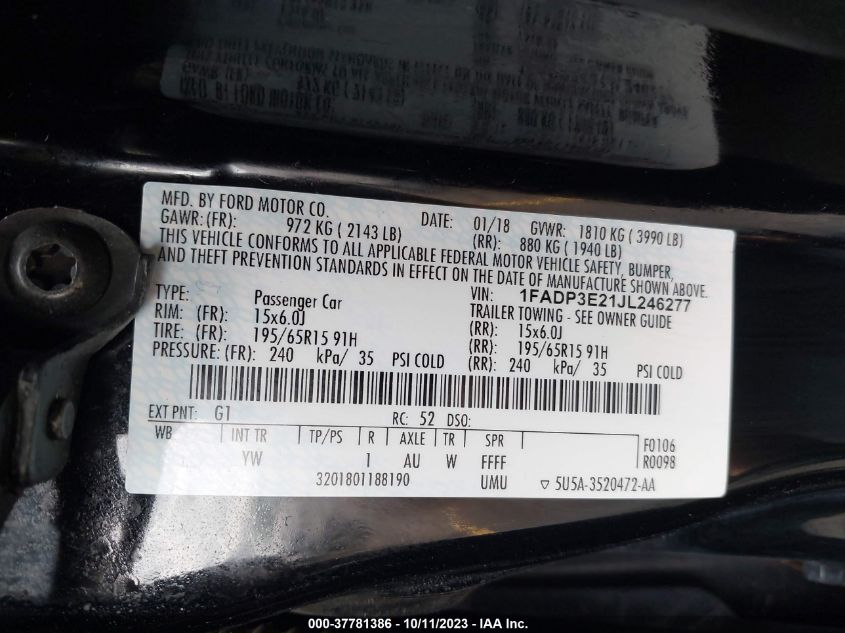 MFD. BY FORD MOTOR CO.
DATE: 01/18 GVWR: 1810 KG ( 3990 LB)
GAWR: (FR): 972 KG ( 2143 LB) (RR): 880 KG ( 1940 LB)
THIS VEHICLE CONFORMS TO ALL APPLICABLE FEDERAL MOTOR VEHICLE SAFETY, BUMPER,
AND THEFT PREVENTION STANDARDS IN EFFECT ON THE DATE OF MANUFACTURE SHOWN ABOVE.
VIN: 1FADP3E21JL246277
TYPE: Passenger Car TRAILER TOWING - SEE OWNER GUIDE
RIM: (FR): 15x6.0J (RR): 15x6.0J
TIRE: (FR): 195/65R15 91H (RR): 195/65R15 91H
PRESSURE: (FR): 240 kPa/ 35 PSI COLD (RR): 240 kPa/ 35 PSI COLD
EXT PNT: G1 RC: 52 DSO:
WB INT TR TP/PS R AXLE TR SPR F0106
YW 1 AU W FFFF R0098
3201801188190 UMU ▽ 5U5A-3520472-AA
000-37781386 - 10/11/2023 - IAA Inc.